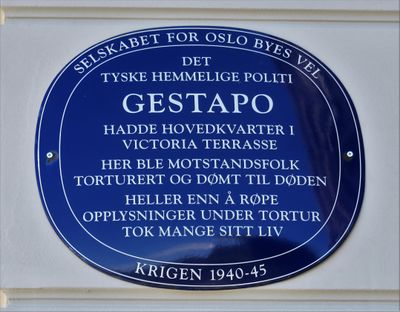 SELSKABET FOR OSLO BYES VEL
DET
TYSKE HEMMELIGE POLITI
GESTAPO
HADDE HOVEDKVARTER I
VICTORIA TERRASSE
HER BLE MOTSTANDSFOLK
TORTURERT OG DØMT TIL DØDEN
HELLER ENN Å RØPE
OPPLYSNINGER UNDER TORTUR
TOK MANGE SITT LIV
KRIGEN 1940-45